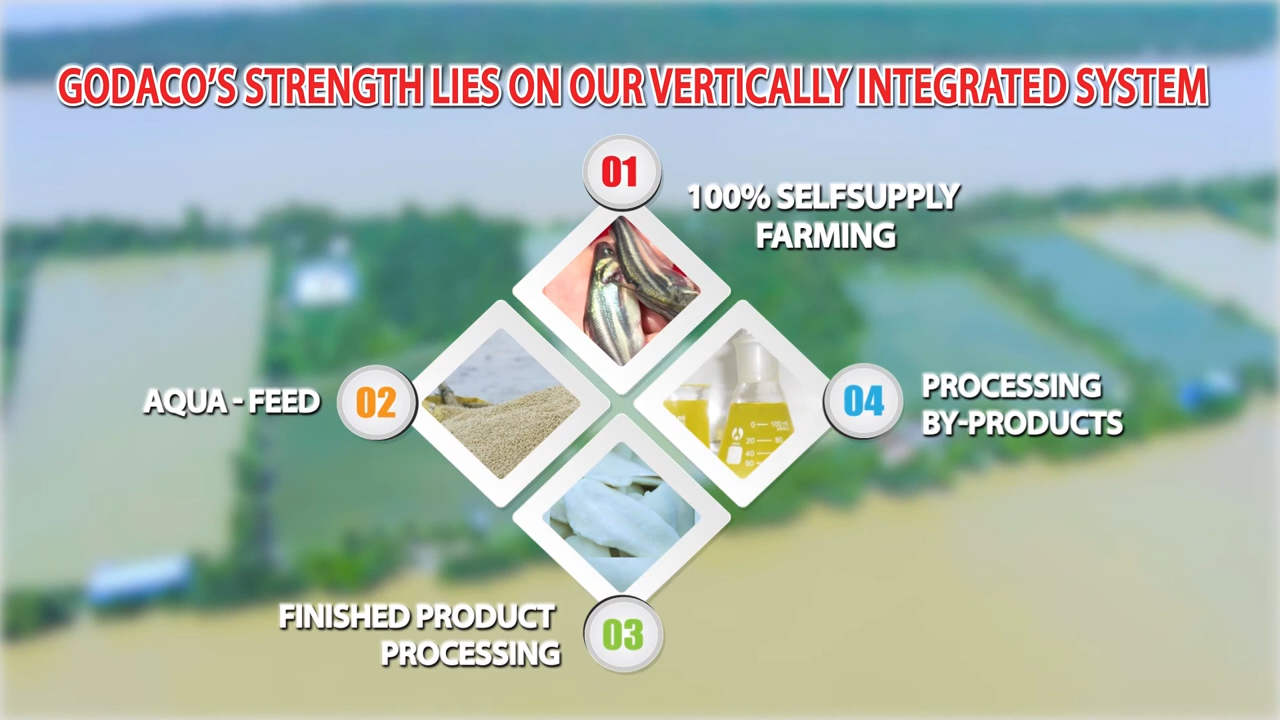 GODACO'S STRENGTH LIES ON OUR VERTICALLY INTEGRATED SYSTEM
01
100% SELFSUPPLY
FARMING
AQUA - FEED
02
FINISHED PRODUCT
PROCESSING
03
04
PROCESSING
BY-PRODUCTS